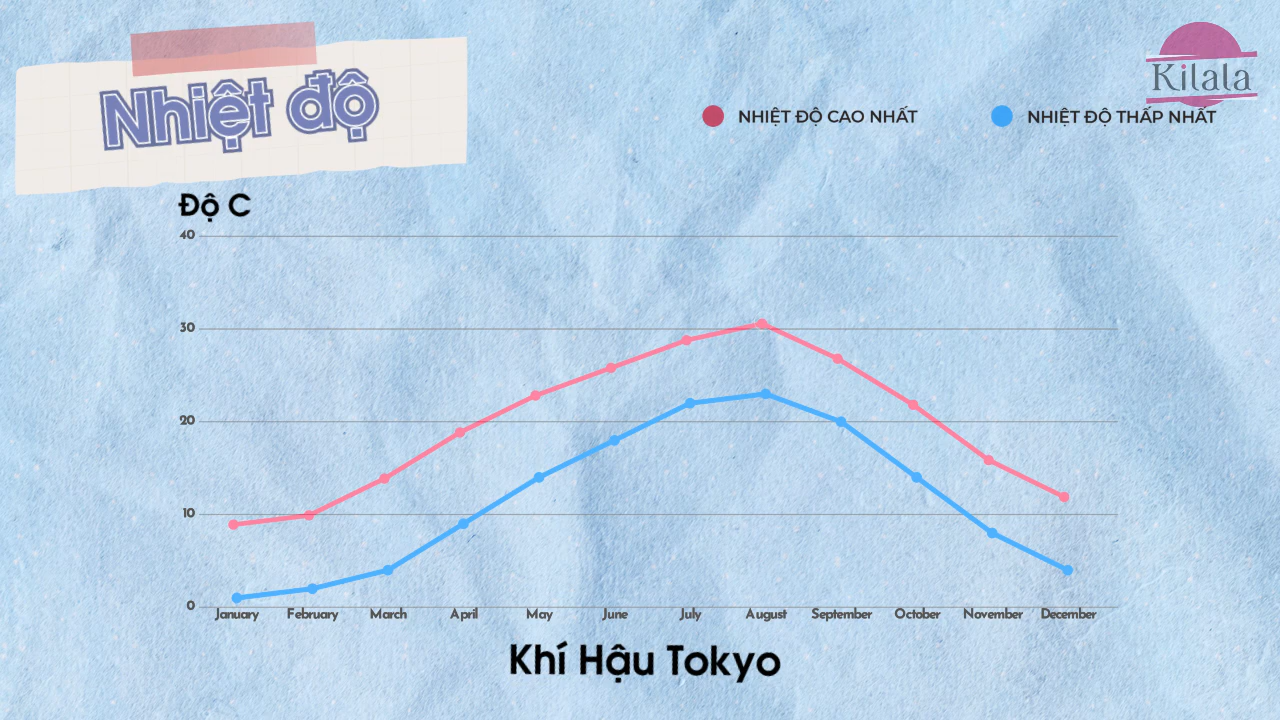 Nhiệt độ
Kilala
NHIỆT ĐỘ CAO NHẤT
NHIỆT ĐỘ THẤP NHẤT
Độ C
40
30
20
10
0
January February March April May June July August September October November December
Khí Hậu Tokyo